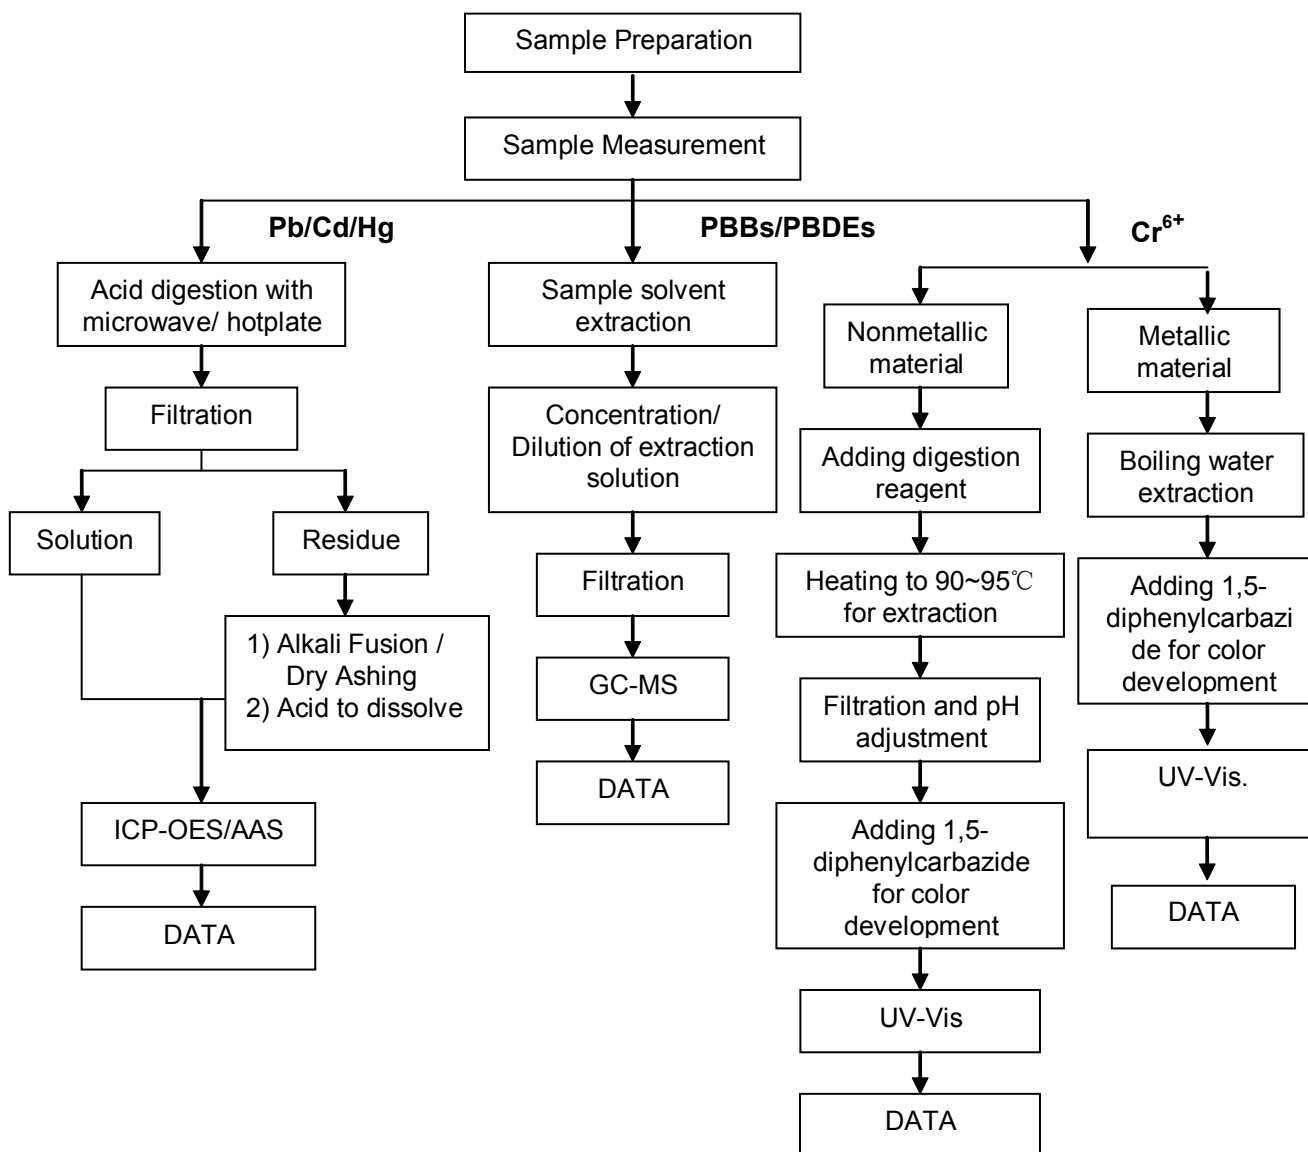 Sample Preparation
Sample Measurement
Pb/Cd/Hg
PBBs/PBDEs
Cr⁶⁺
Acid digestion with
microwave/ hotplate
Filtration
Solution
Residue
1) Alkali Fusion /
Dry Ashing
2) Acid to dissolve
ICP-OES/AAS
DATA
Sample solvent
extraction
Concentration/
Dilution of extraction
solution
Filtration
GC-MS
DATA
Nonmetallic
material
Adding digestion
reagent
Heating to 90~95℃
for extraction
Filtration and pH
adjustment
Adding 1,5-
diphenylcarbazide
for color
development
UV-Vis
DATA
Metallic
material
Boiling water
extraction
Adding 1,5-
diphenylcarbazi
de for color
development
UV-Vis.
DATA